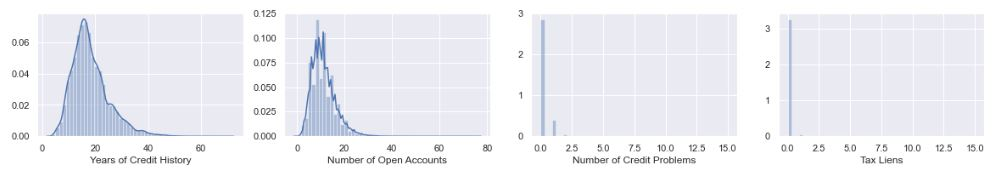 0.06
0.04
0.02
0.00
0 20 40 60
Years of Credit History
0.125
0.100
0.075
0.050
0.025
0.000
0 20 40 60 80
Number of Open Accounts
3
2
1
0
0.0 2.5 5.0 7.5 10.0 12.5 15.0
Number of Credit Problems
3
2
1
0
0.0 2.5 5.0 7.5 10.0 12.5 15.0
Tax Liens